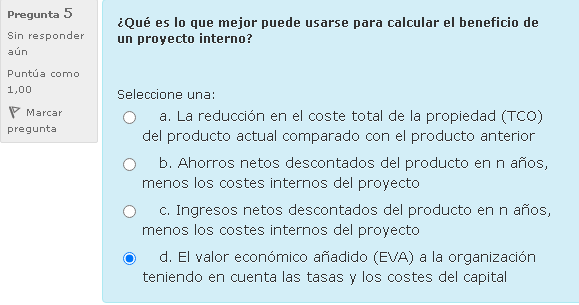 Pregunta 5
Sin responder
aún
Puntúa como
1,00
Marcar
pregunta
¿Qué es lo que mejor puede usarse para calcular el beneficio de
un proyecto interno?
Seleccione una:
a. La reducción en el coste total de la propiedad (TCO)
del producto actual comparado con el producto anterior
b. Ahorros netos descontados del producto en n años,
menos los costes internos del proyecto
c. Ingresos netos descontados del producto en n años,
menos los costes internos del proyecto
d. El valor económico añadido (EVA) a la organización
teniendo en cuenta las tasas y los costes del capital